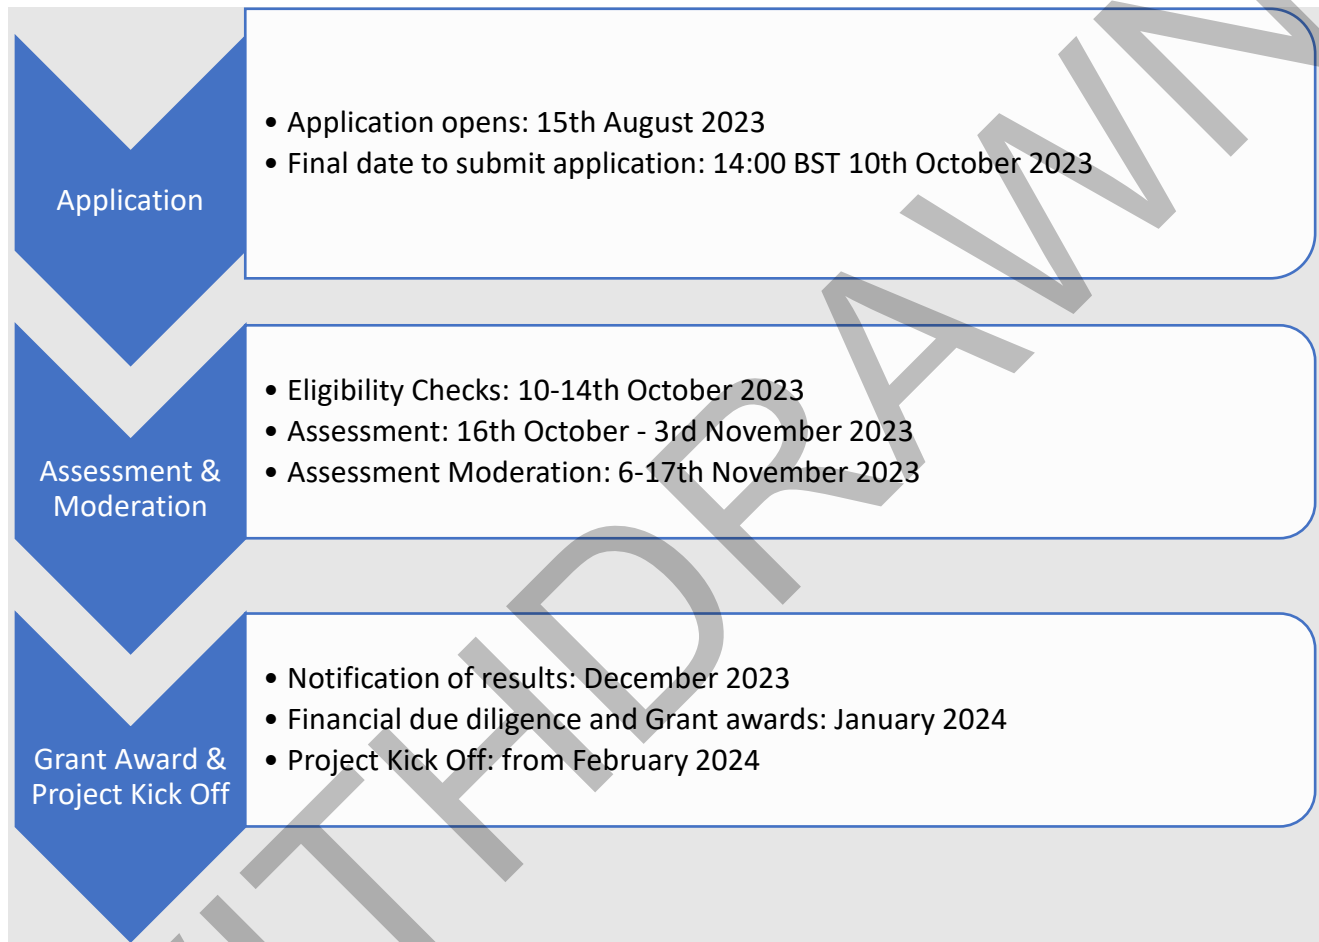 Application
• Application opens: 15th August 2023
• Final date to submit application: 14:00 BST 10th October 2023
Assessment &
Moderation
• Eligibility Checks: 10-14th October 2023
• Assessment: 16th October - 3rd November 2023
• Assessment Moderation: 6-17th November 2023
Grant Award &
Project Kick Off
• Notification of results: December 2023
• Financial due diligence and Grant awards: January 2024
• Project Kick Off: from February 2024
WITHDRAWN